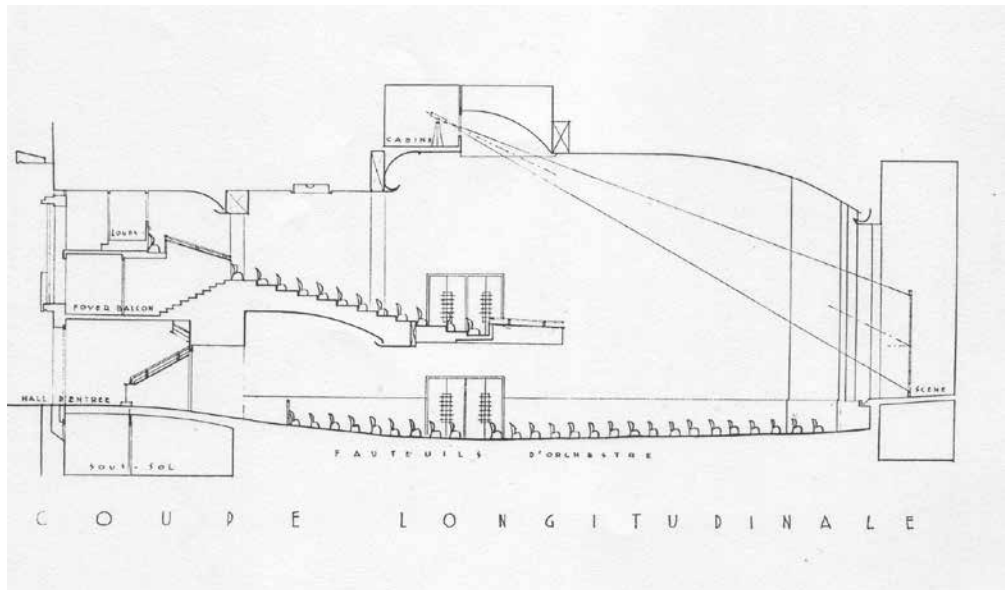 CABINE
LOGES
FOYER BALCON
HALL D'ENTREE
SCENE
SOUS-SOL
FAUTEUILS D'ORCHESTRE
COUPE LONGITUDINALE